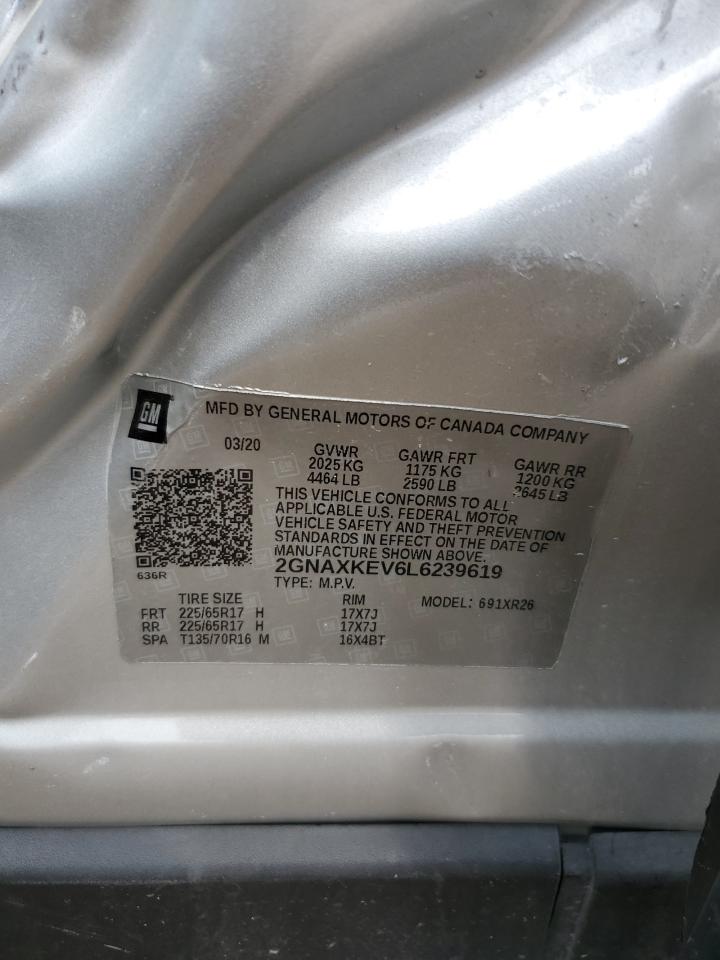 GM
MFD BY GENERAL MOTORS OF CANADA COMPANY
03/20 GVWR GAWR FRT GAWR RR
2025 KG 1175 KG 1200 KG
4464 LB 2590 LB 2645 LB
THIS VEHICLE CONFORMS TO ALL
APPLICABLE U.S. FEDERAL MOTOR
VEHICLE SAFETY AND THEFT PREVENTION
STANDARDS IN EFFECT ON THE DATE OF
MANUFACTURE SHOWN ABOVE.
2GNAXKEV6L6239619
636R
TYPE: M.P.V.
TIRE SIZE RIM MODEL: 691XR26
FRT 225/65R17 H 17X7J
RR 225/65R17 H 17X7J
SPA T135/70R16 M 16X4BT